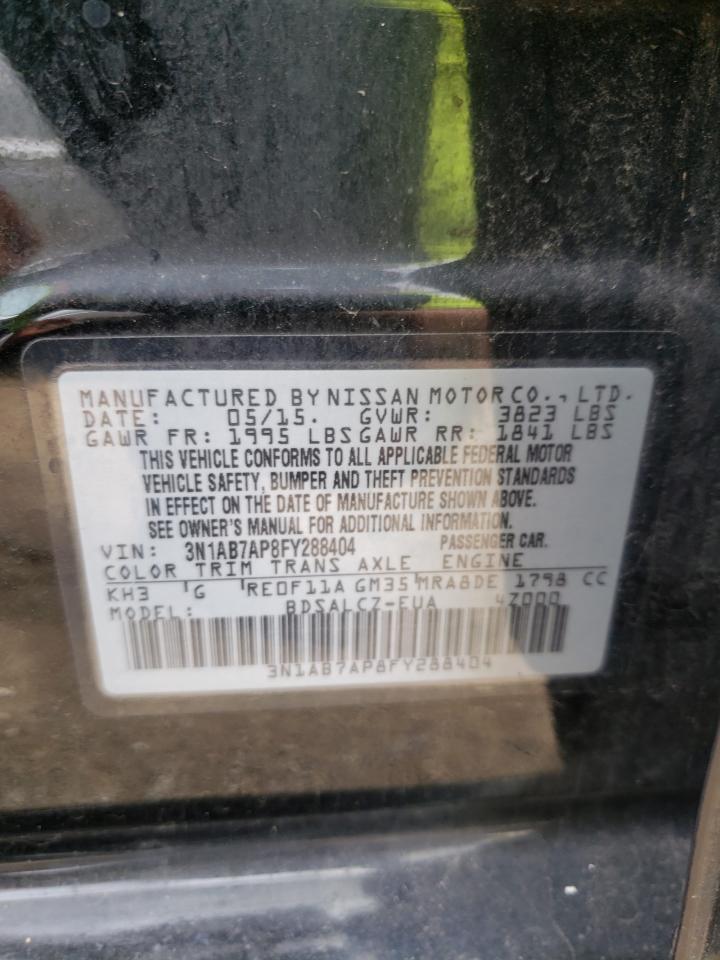 MANUFACTURED BY NISSAN MOTOR CO., LTD.
DATE: 05/15. GVWR: 3823 LBS
GAWR FR: 1995 LBS GAWR RR: 1841 LBS
THIS VEHICLE CONFORMS TO ALL APPLICABLE FEDERAL MOTOR
VEHICLE SAFETY, BUMPER AND THEFT PREVENTION STANDARDS
IN EFFECT ON THE DATE OF MANUFACTURE SHOWN ABOVE.
SEE OWNER'S MANUAL FOR ADDITIONAL INFORMATION.
VIN: 3N1AB7AP8FY288404 PASSENGER CAR.
COLOR TRIM TRANS AXLE ENGINE
KH3 G RE0F11A GM35 MRA8DE 1798 CC
MODEL: BDSALCZ-EUA 4Z000
3N1AB7AP8FY288404